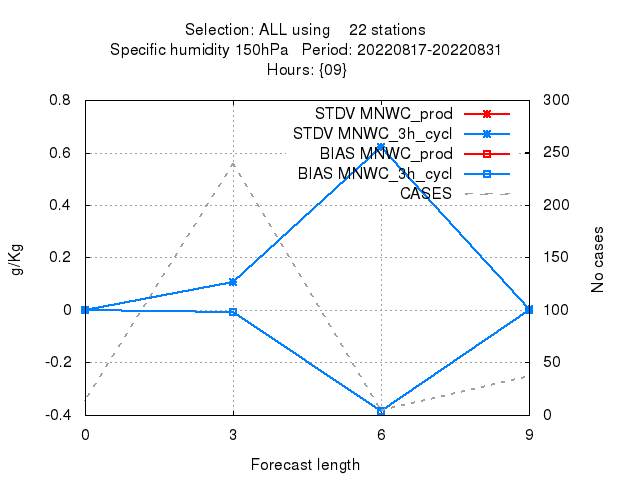 Selection: ALL using 22 stations
Specific humidity 150hPa Period: 20220817-20220831
Hours: {09}
0.8
0.6
0.4
0.2
0
-0.2
-0.4
g/Kg
STDV MNWC_prod
STDV MNWC_3h_cycl
BIAS MNWC_prod
BIAS MNWC_3h_cycl
CASES
300
250
200
150
100
50
0
No cases
0 3 6 9
Forecast length